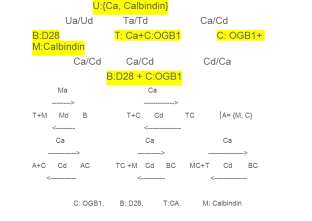 U:{Ca, Calbindin}
Ua/Ud Ta/Td Ca/Cd
B:D28 T: Ca+C:OGB1 C: OGB1+
M:Calbindin
Ca/Cd Ca/Cd Cd/Ca
B:D28 + C:OGB1
Ma Ca
--------> -------------->
T+M Md B T+C Cd TC |A= {M, C}
<-------- <--------------
Ca Ca Ca
------------> ----------> --------------->
A+C Cd AC TC +M Cd BC MC+T Cd BC
<----------- <----------- <-----------
C: OGB1, B: D28, T:CA, M: Calbindin